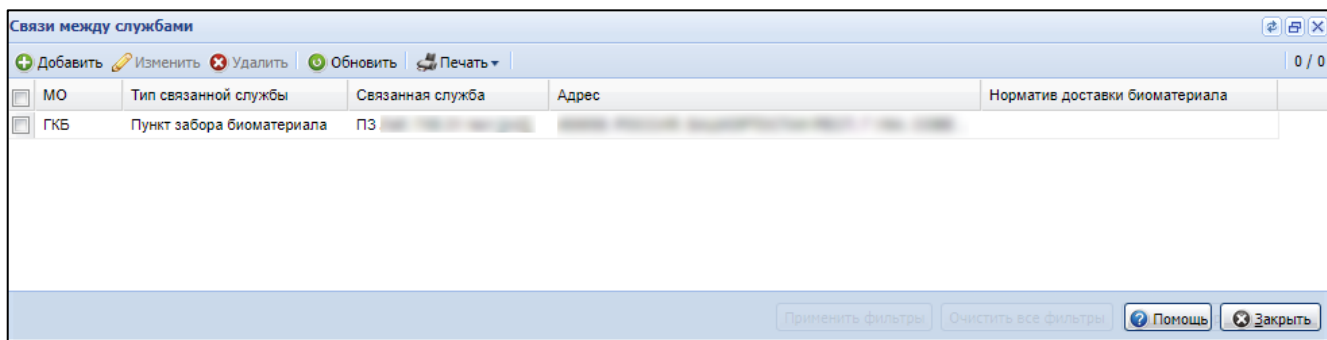 Связи между службами
Добавить Изменить Удалить Обновить Печать 0 / 0
МО Тип связанной службы Связанная служба Адрес Норматив доставки биоматериала
ГКБ Пункт забора биоматериала ПЗ
Применить фильтры Очистить все фильтры Помощь Закрыть